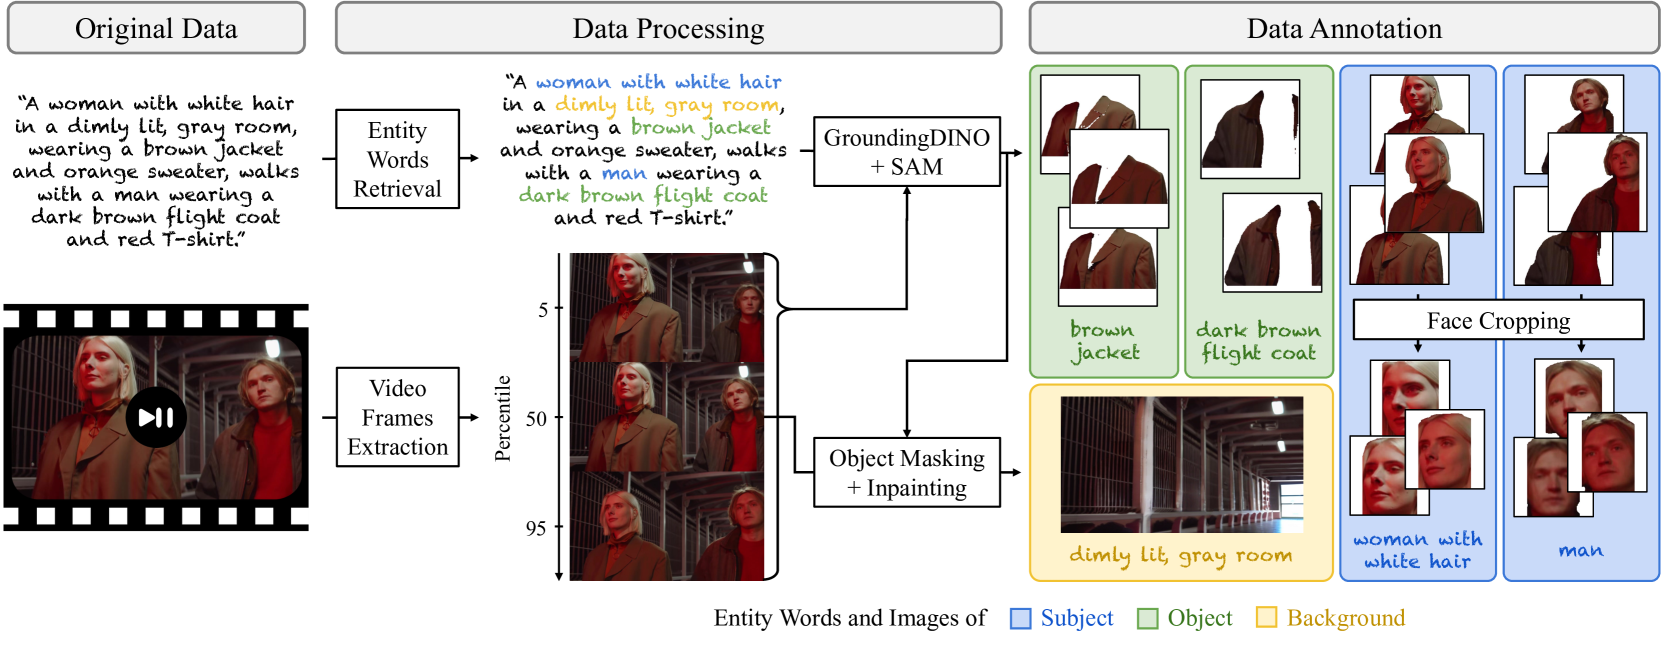 Original Data
Data Processing
Data Annotation
“A woman with white hair
in a dimly lit, gray room,
wearing a brown jacket
and orange sweater, walks
with a man wearing a
dark brown flight coat
and red T-shirt.”
Entity
Words
Retrieval
“A woman with white hair
in a dimly lit, gray room,
wearing a brown jacket
and orange sweater, walks
with a man wearing a
dark brown flight coat
and red T-shirt.”
GroundingDINO
+ SAM
Video
Frames
Extraction
Percentile
5
50
95
Object Masking
+ Inpainting
brown
jacket
dark brown
flight coat
Face Cropping
dimly lit, gray room
woman with
white hair
man
Entity Words and Images of
Subject
Object
Background